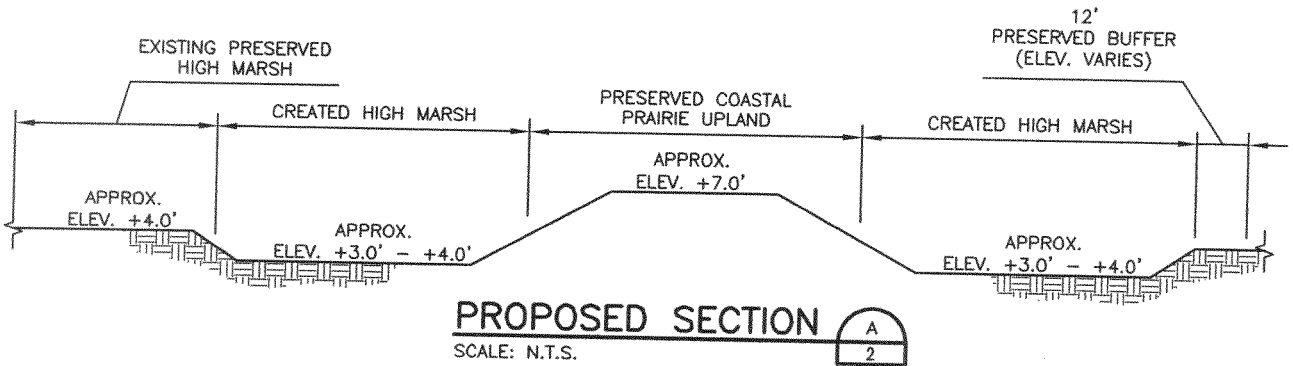 EXISTING PRESERVED
HIGH MARSH
CREATED HIGH MARSH
PRESERVED COASTAL
PRAIRIE UPLAND
CREATED HIGH MARSH
12'
PRESERVED BUFFER
(ELEV. VARIES)
APPROX.
ELEV. +4.0'
APPROX.
ELEV. +3.0' - +4.0'
APPROX.
ELEV. +7.0'
APPROX.
ELEV. +3.0' - +4.0'
PROPOSED SECTION
A
2
SCALE: N.T.S.